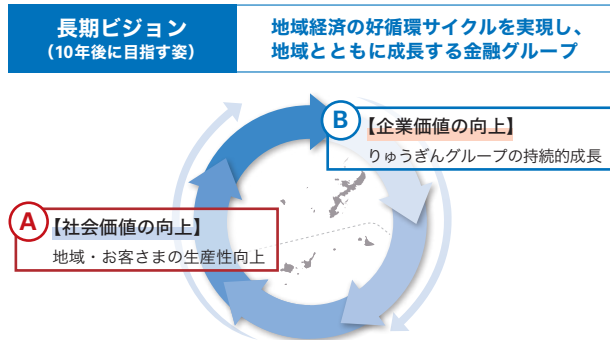 長期ビジョン
（10年後に目指す姿）
地域経済の好循環サイクルを実現し、
地域とともに成長する金融グループ
B
【企業価値の向上】
りゅうぎんグループの持続的成長
A
【社会価値の向上】
地域・お客さまの生産性向上